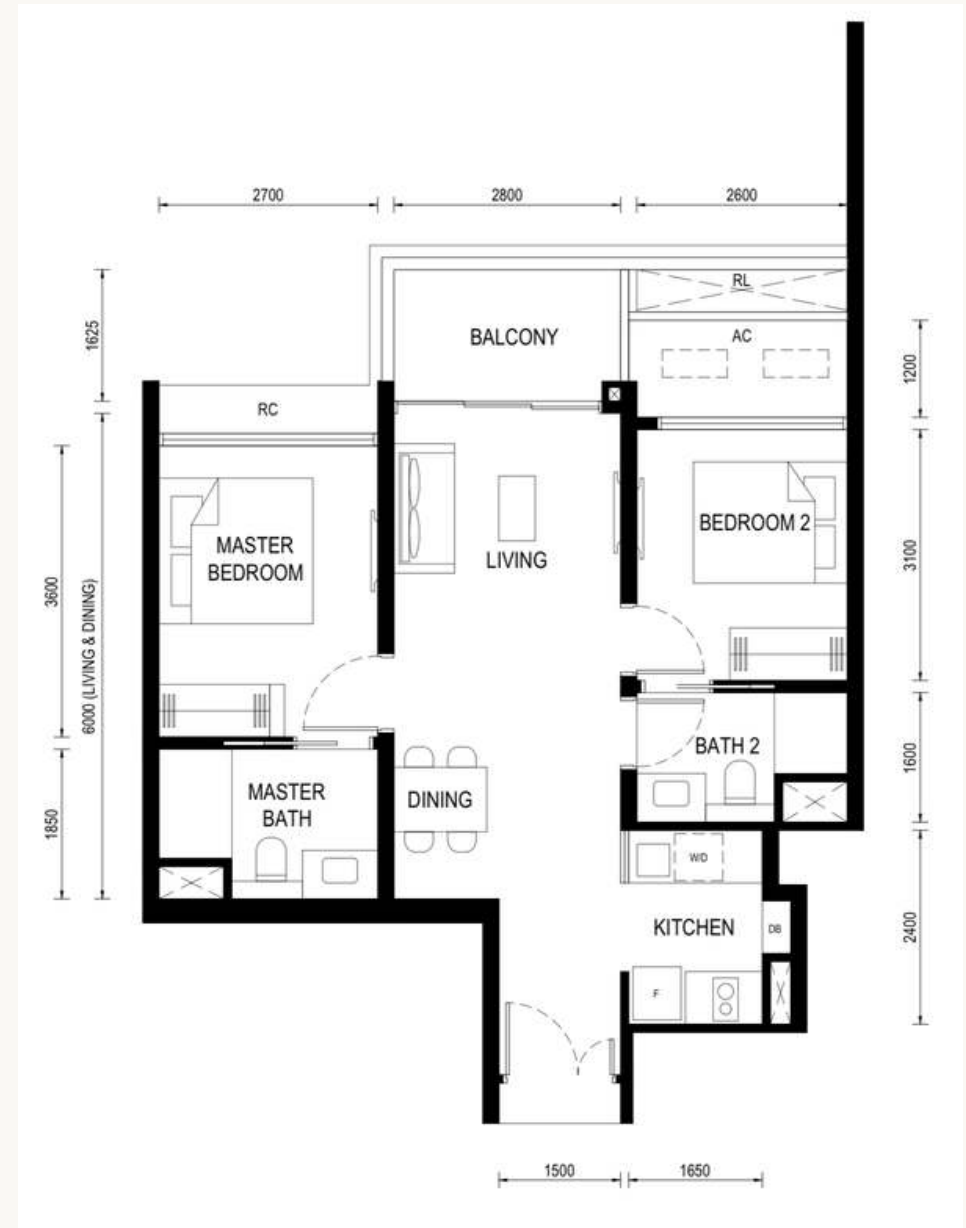 2700
2800
2600
RL
BALCONY
AC
1625
1200
RC
MASTER
BEDROOM
LIVING
BEDROOM 2
3600
6000 (LIVING & DINING)
3100
MASTER
BATH
DINING
BATH 2
1850
1600
W/D
KITCHEN
DB
F
2400
1500
1650